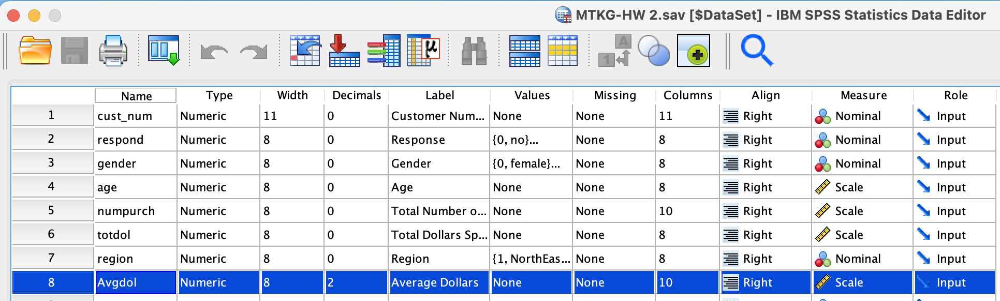 MTKG-HW 2.sav [$DataSet] - IBM SPSS Statistics Data Editor
μ
A
1
Name Type Width Decimals Label Values Missing Columns Align Measure Role
1 cust_num Numeric 11 0 Customer Num... None None 11 Right Nominal Input
2 respond Numeric 8 0 Response {0, no}... None 8 Right Nominal Input
3 gender Numeric 8 0 Gender {0, female}... None 8 Right Nominal Input
4 age Numeric 8 0 Age None None 8 Right Scale Input
5 numpurch Numeric 8 0 Total Number o... None None 10 Right Scale Input
6 totdol Numeric 8 0 Total Dollars Sp... None None 8 Right Scale Input
7 region Numeric 8 0 Region {1, NorthEas... None 8 Right Nominal Input
8 Avgdol Numeric 8 2 Average Dollars None None 10 Right Scale Input